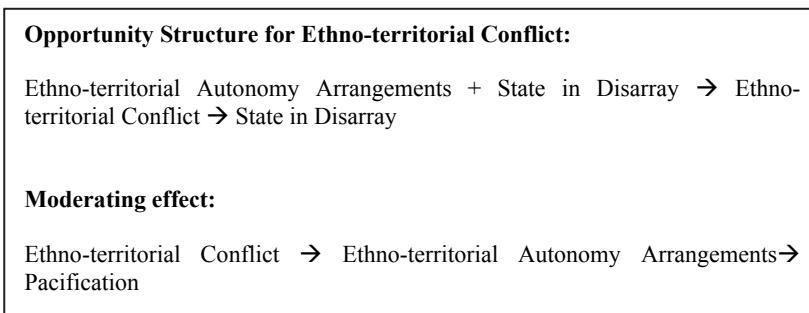 Opportunity Structure for Ethno-territorial Conflict:
Ethno-territorial Autonomy Arrangements + State in Disarray → Ethno-
territorial Conflict → State in Disarray
Moderating effect:
Ethno-territorial Conflict → Ethno-territorial Autonomy Arrangements→
Pacification